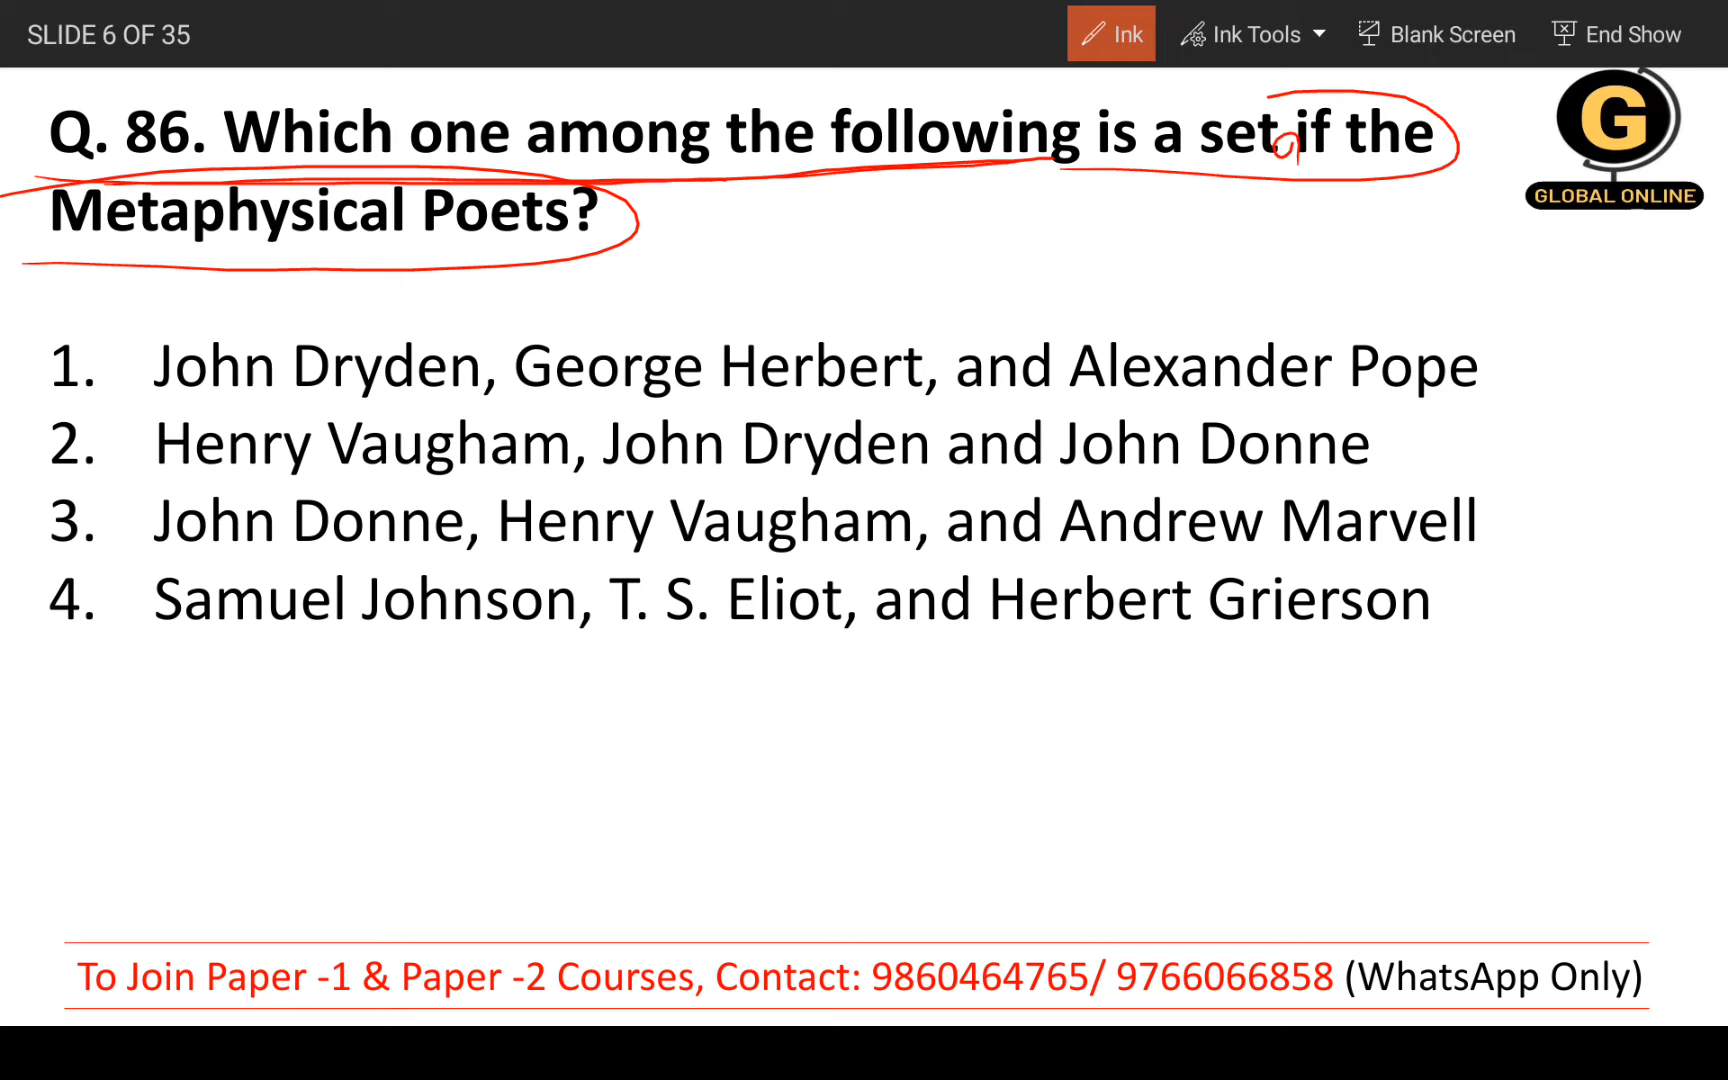 SLIDE 6 OF 35
Ink
Ink Tools
Blank Screen
End Show
G
GLOBAL ONLINE
Q. 86. Which one among the following is a set if the
Metaphysical Poets?
1. John Dryden, George Herbert, and Alexander Pope
2. Henry Vaugham, John Dryden and John Donne
3. John Donne, Henry Vaugham, and Andrew Marvell
4. Samuel Johnson, T. S. Eliot, and Herbert Grierson
To Join Paper -1 & Paper -2 Courses, Contact: 9860464765/ 9766066858 (WhatsApp Only)